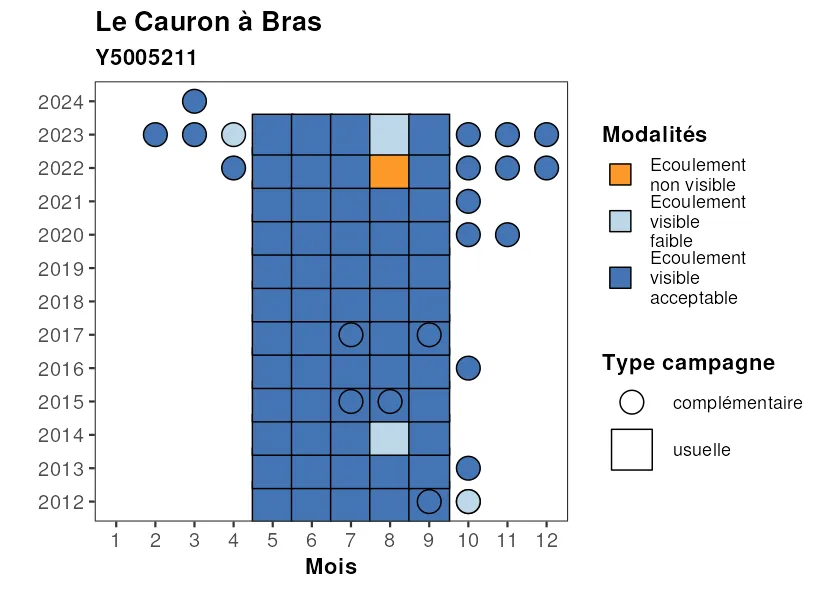 Le Cauron à Bras
Y5005211
2024
2023
2022
2021
2020
2019
2018
2017
2016
2015
2014
2013
2012
1 2 3 4 5 6 7 8 9 10 11 12
Mois
Modalités
Ecoulement
non visible
Ecoulement
visible
faible
Ecoulement
visible
acceptable
Type campagne
complémentaire
usuelle